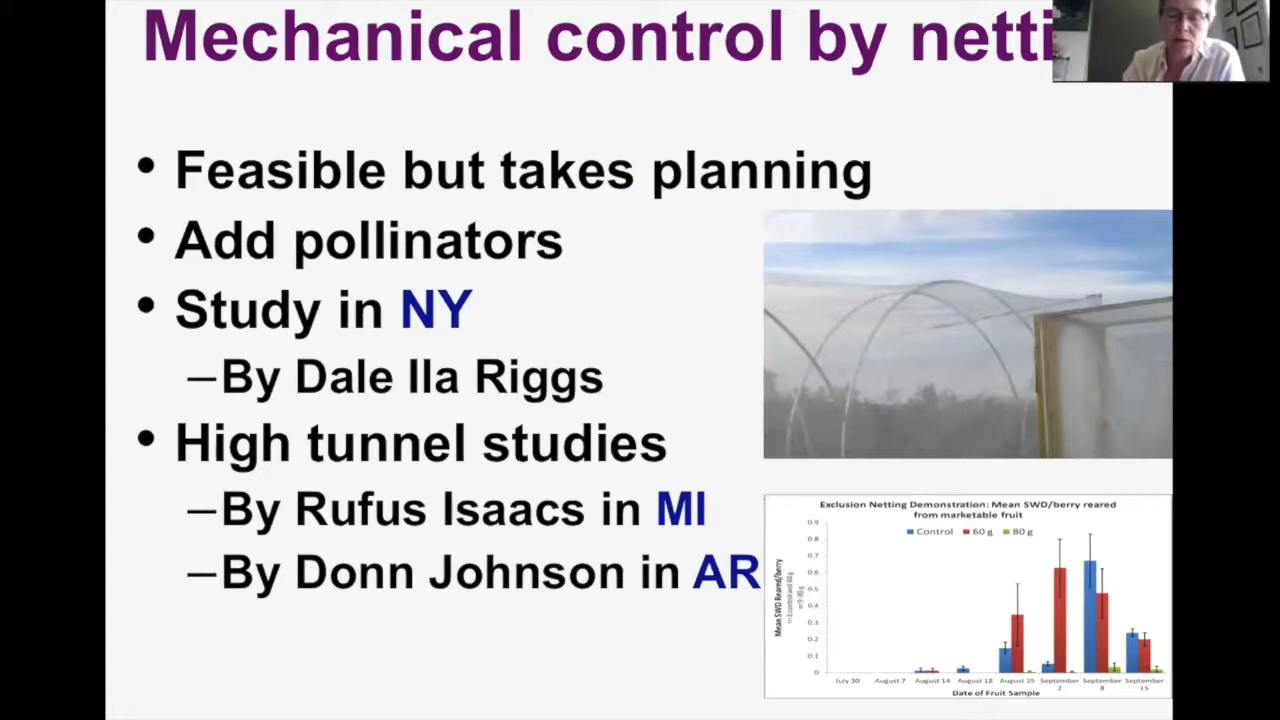 Mechanical control by netti
• Feasible but takes planning
• Add pollinators
• Study in NY
–By Dale Ila Riggs
• High tunnel studies
–By Rufus Isaacs in MI
–By Donn Johnson in AR
Exclusion Netting Demonstration: Mean SWD/berry reared
from marketable fruit
Control 60 g 80 g
Mean SWD Reared/berry
0.9
0.8
0.7
0.6
0.5
0.4
0.3
0.2
0.1
0
July 30 August 7 August 14 August 18 August 25 September 2 September 8 September 15
Date of Fruit Sample